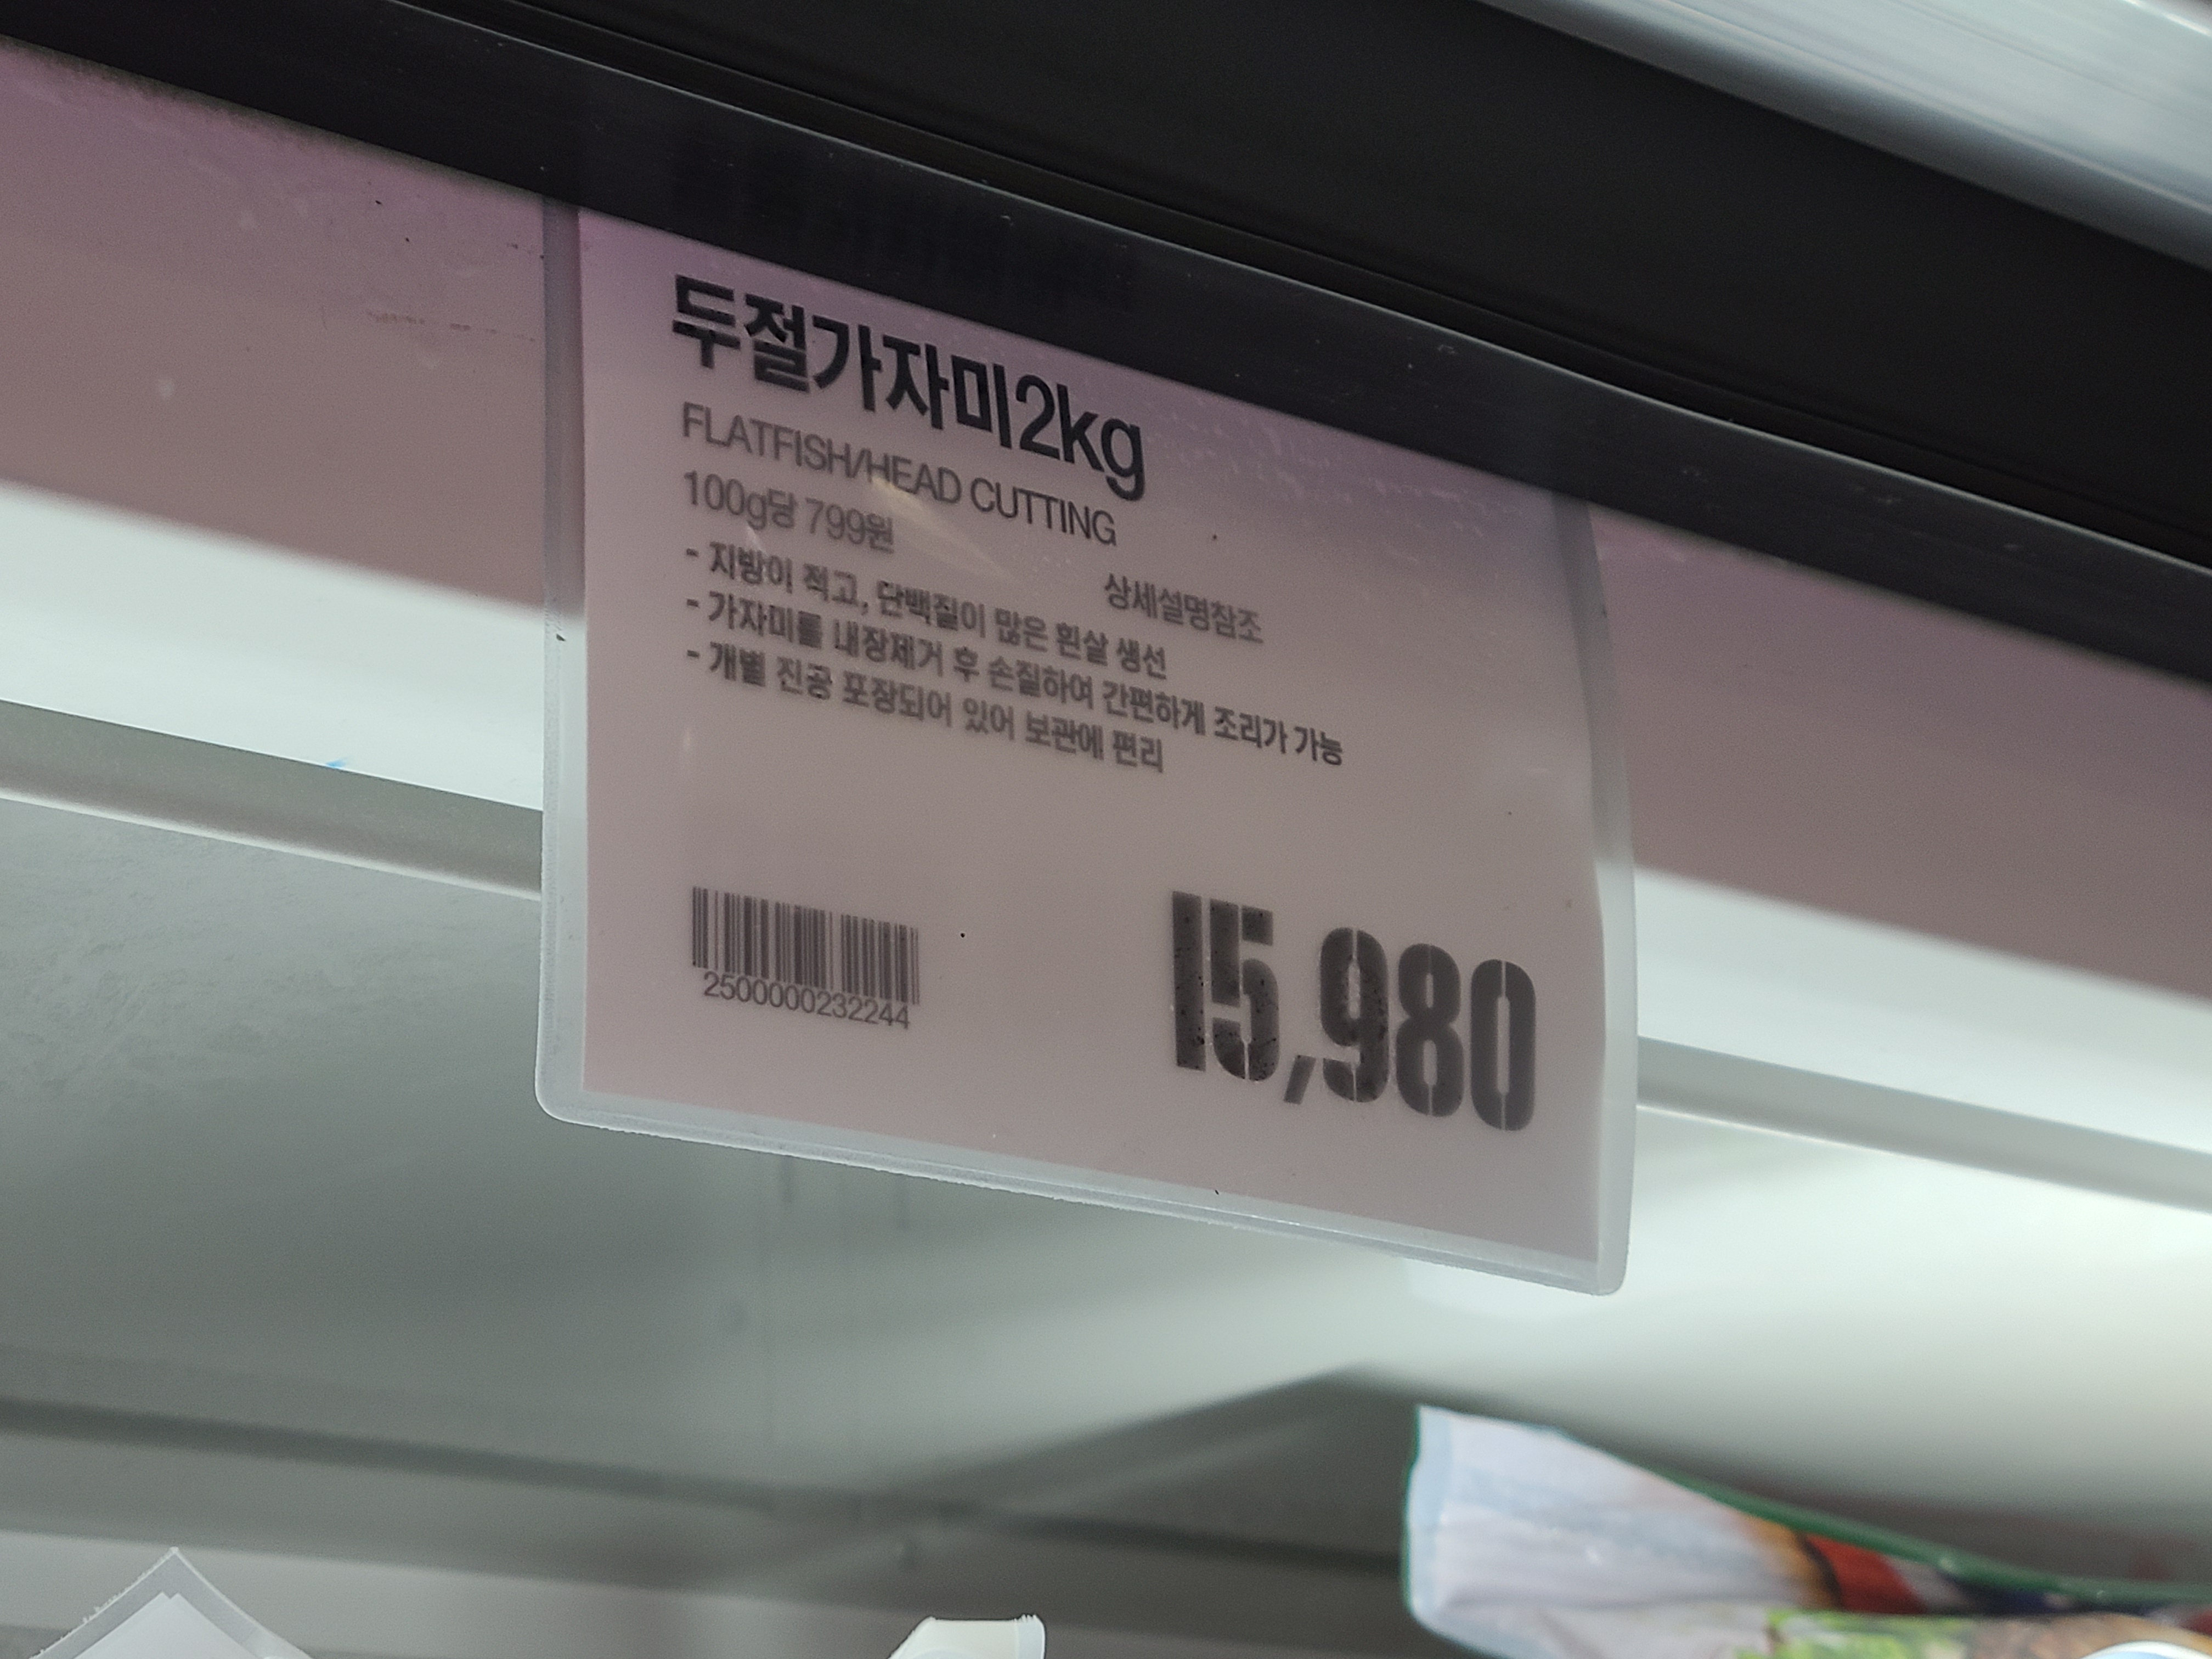 두절가자미2kg
FLATFISH/HEAD CUTTING
100g당 799원
상세설명참조
- 지방이 적고, 단백질이 많은 흰살 생선
- 가자미를 내장제거 후 손질하여 간편하게 조리가 가능
- 개별 진공 포장되어 있어 보관에 편리
2500000232244
15,980